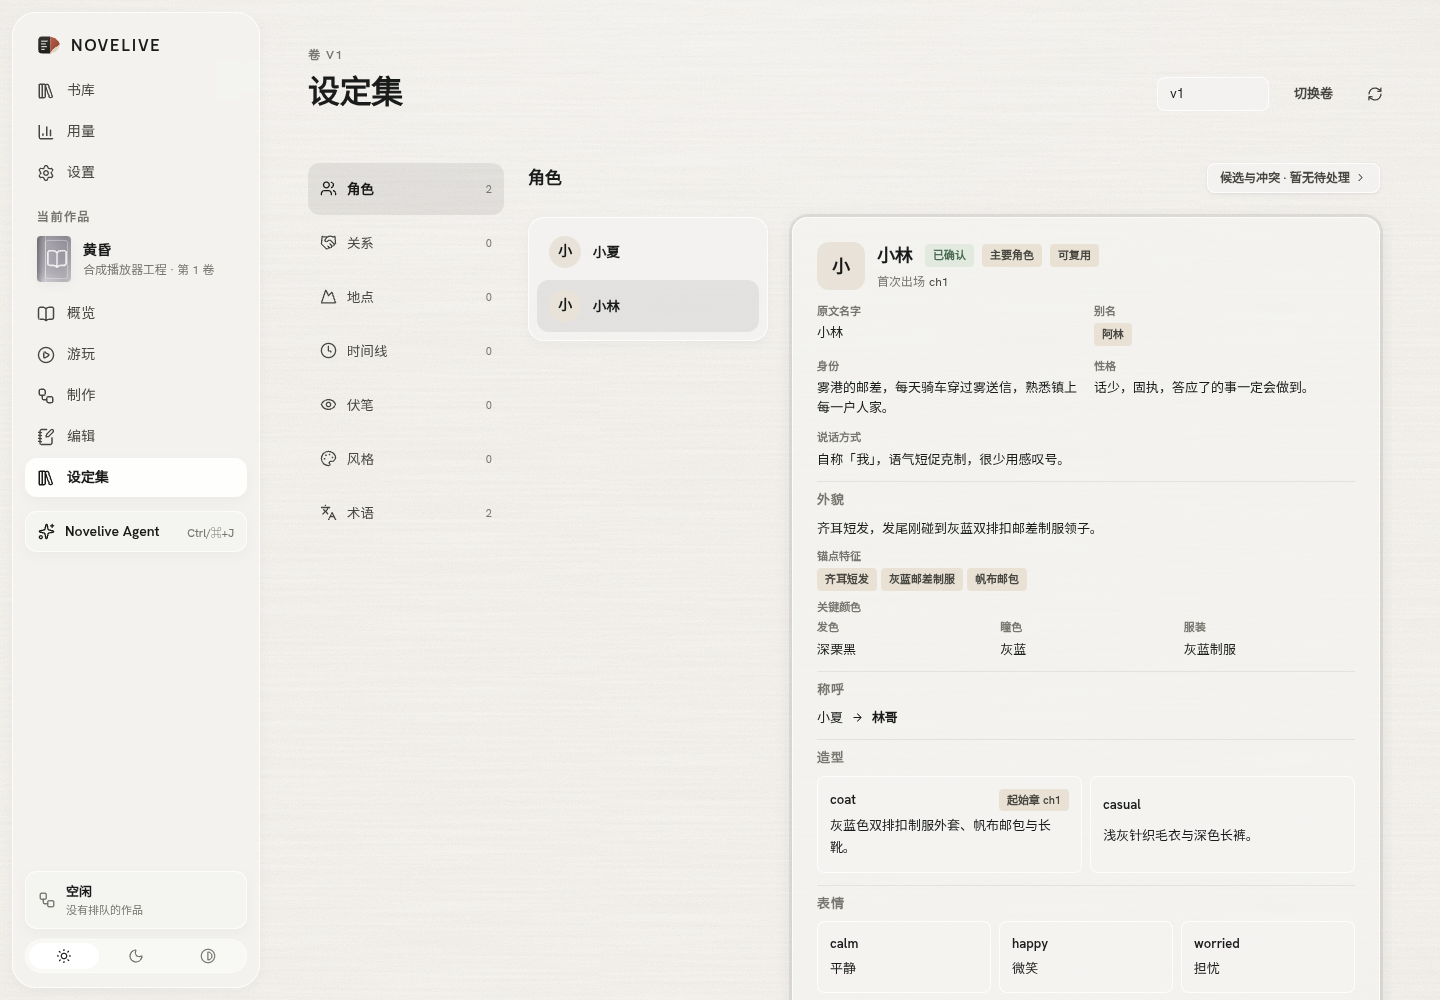 NOVELIVE
书库
用量
设置
当前作品
黄昏
合成播放器工程 · 第 1 卷
概览
游玩
制作
编辑
设定集
Novelive Agent
Ctrl/⌘+J
空闲
没有排队的作品
卷 V1
设定集
v1
切换卷
角色 2
关系 0
地点 0
时间线 0
伏笔 0
风格 0
术语 2
角色
候选与冲突 · 暂无待处理
小 小夏
小 小林
小
小林 已确认 主要角色 可复用
首次出场 ch1
原文名字
小林
别名
阿林
身份
雾港的邮差，每天骑车穿过雾送信，熟悉镇上
每一户人家。
性格
话少，固执，答应了的事一定会做到。
说话方式
自称「我」，语气短促克制，很少用感叹号。
外貌
齐耳短发，发尾刚碰到灰蓝双排扣邮差制服领子。
锚点特征
齐耳短发 灰蓝邮差制服 帆布邮包
关键颜色
发色 瞳色 服装
深栗黑 灰蓝 灰蓝制服
称呼
小夏 → 林哥
造型
coat 起始章 ch1
灰蓝色双排扣制服外套、帆布邮包与长
靴。
casual
浅灰针织毛衣与深色长裤。
表情
calm
平静
happy
微笑
worried
担忧